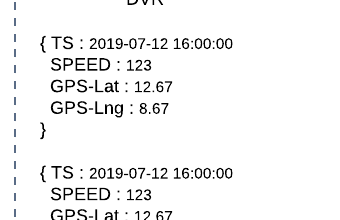 DVR
{ TS : 2019-07-12 16:00:00
SPEED : 123
GPS-Lat : 12.67
GPS-Lng : 8.67
}
{ TS : 2019-07-12 16:00:00
SPEED : 123
GPS-Lat : 12.67